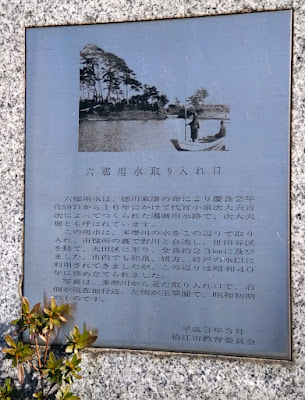 六郷用水取り入れ口
六郷用水は、徳川家康の命により慶長2年
(1597)から16年にかけて代官小泉次大夫吉
次によってつくられた灌漑用水路で、次大夫
堀とも呼ばれています。
この用水は、多摩川の水をこの辺りで取り
入れ、市役所の裏で野川と合流し、世田谷区
を経て、大田区に至り、全長約23kmに及び
ました。市内でも和泉、猪方、岩戸の水田に
利用されてきましたが、この辺りは昭和40
年に埋め立てられました。
写真は、多摩川から見た取り入れ口で、右
側が現在地付近、左側が玉翠園で、昭和初期
のものです。
平成3年3月
狛江市教育委員会